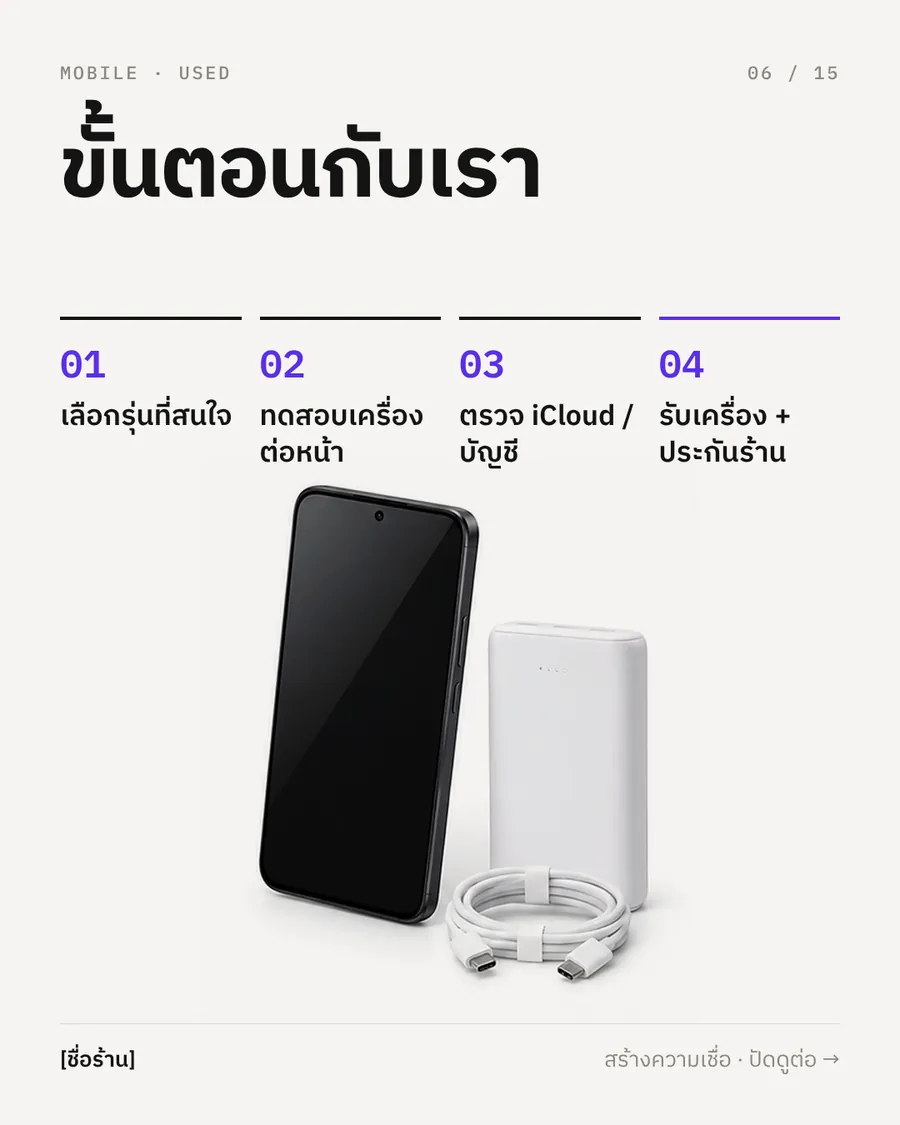 MOBILE · USED
06 / 15
ขั้นตอนกับเรา
01
เลือกรุ่นที่สนใจ
02
ทดสอบเครื่อง
ต่อหน้า
03
ตรวจ iCloud /
บัญชี
04
รับเครื่อง +
ประกันร้าน
[ชื่อร้าน]
สร้างความเชื่อ · ปัดดูต่อ →